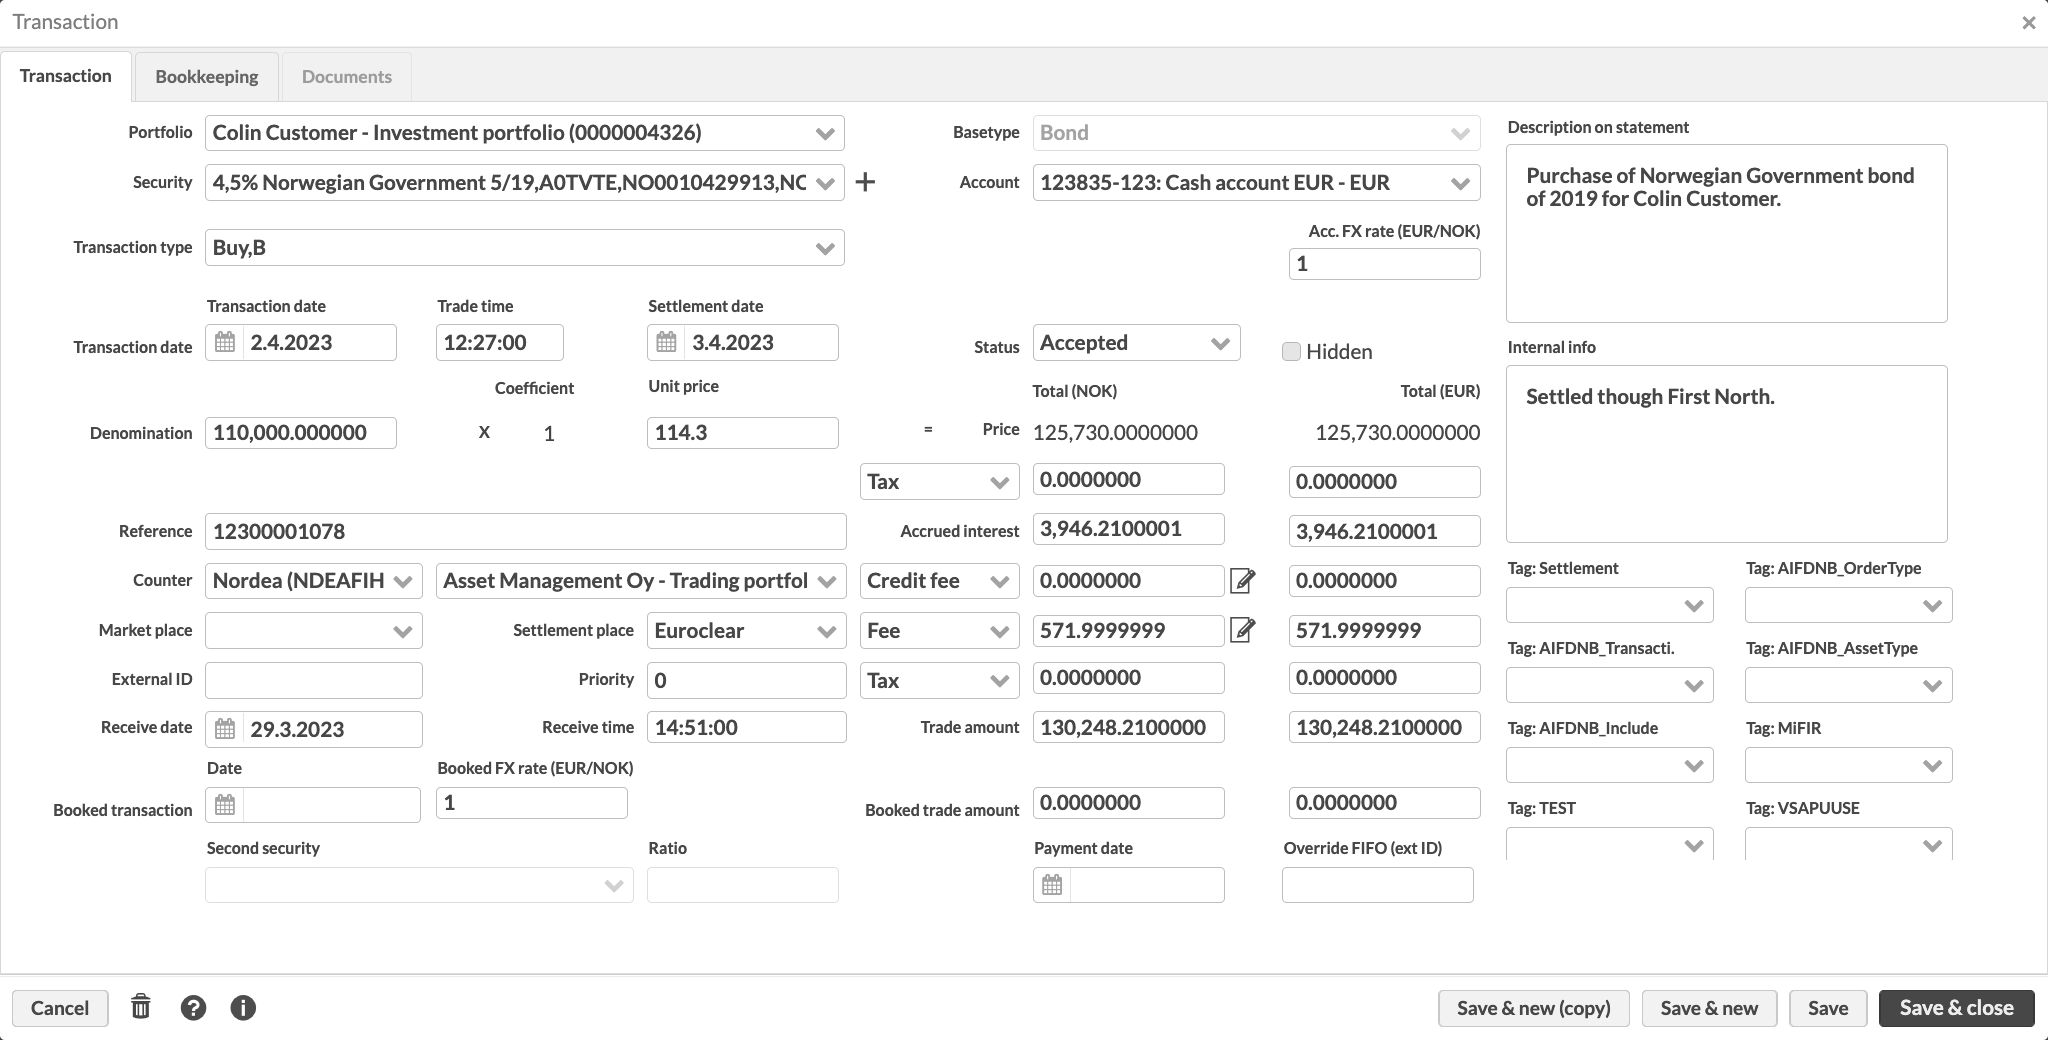 Transaction
Transaction Bookkeeping Documents
Portfolio Colin Customer - Investment portfolio (0000004326)
Basetype Bond
Security 4,5% Norwegian Government 5/19,A0TVTE,NO0010429913,NO
Account 123835-123: Cash account EUR - EUR
Acc. FX rate (EUR/NOK)
Transaction type Buy,B
1
Transaction date Trade time Settlement date
Transaction date 2.4.2023 12:27:00 3.4.2023
Status Accepted Hidden
Coefficient Unit price
Total (NOK) Total (EUR)
Denomination 110,000.000000 X 1 114.3
= Price 125,730.0000000 125,730.0000000
Tax 0.0000000 0.0000000
Reference 12300001078
Accrued interest 3,946.2100001 3,946.2100001
Counter Nordea (NDEAFIH Asset Management Oy - Trading portfol
Credit fee 0.0000000 0.0000000
Market place Settlement place Euroclear
Fee 571.9999999 571.9999999
External ID Priority 0
Tax 0.0000000 0.0000000
Receive date 29.3.2023 Receive time 14:51:00
Trade amount 130,248.2100000 130,248.2100000
Date Booked FX rate (EUR/NOK)
Booked transaction 1
Booked trade amount 0.0000000 0.0000000
Second security Ratio
Payment date Override FIFO (ext ID)
Description on statement
Purchase of Norwegian Government bond
of 2019 for Colin Customer.
Internal info
Settled though First North.
Tag: Settlement Tag: AIFDNB_OrderType
Tag: AIFDNB_Transacti. Tag: AIFDNB_AssetType
Tag: AIFDNB_Include Tag: MiFIR
Tag: TEST Tag: VSAPUUSE
Cancel Save & new (copy) Save & new Save Save & close